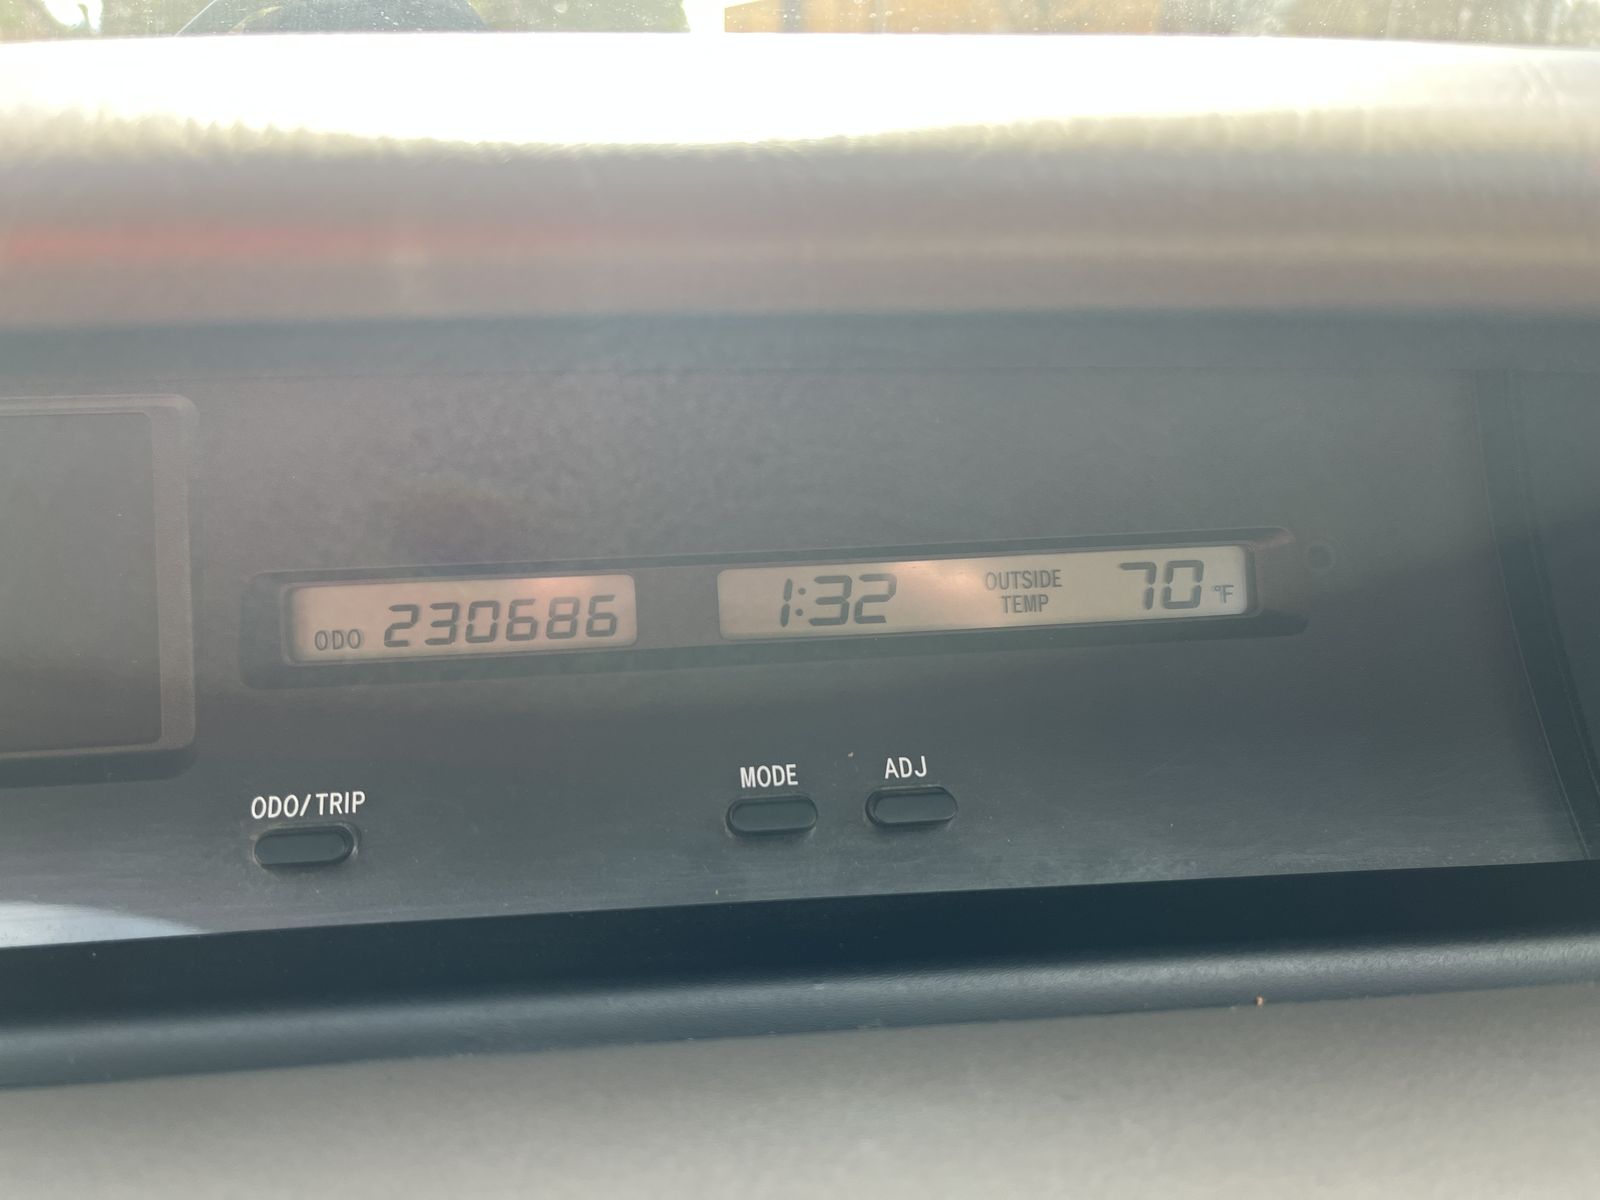 ODO 230686
1:32 OUTSIDE TEMP 70 °F
ODO/TRIP
MODE
ADJ